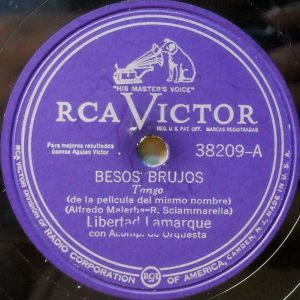 "HIS MASTER'S VOICE"
RCA VICTOR
REG. U.S. PAT. OFF. MARCAS REGISTRADAS
Para mejores resultados
úsense Agujas Victor
38209-A
BESOS BRUJOS
Tango
(de la película del mismo nombre)
(Alfredo Malerba-R. Sciammarella)
Libertad Lamarque
con Acomp. de Orquesta
RCA VICTOR DIVISION OF RADIO CORPORATION OF AMERICA, CAMDEN, N.J. MADE IN U.S.A.
RCA